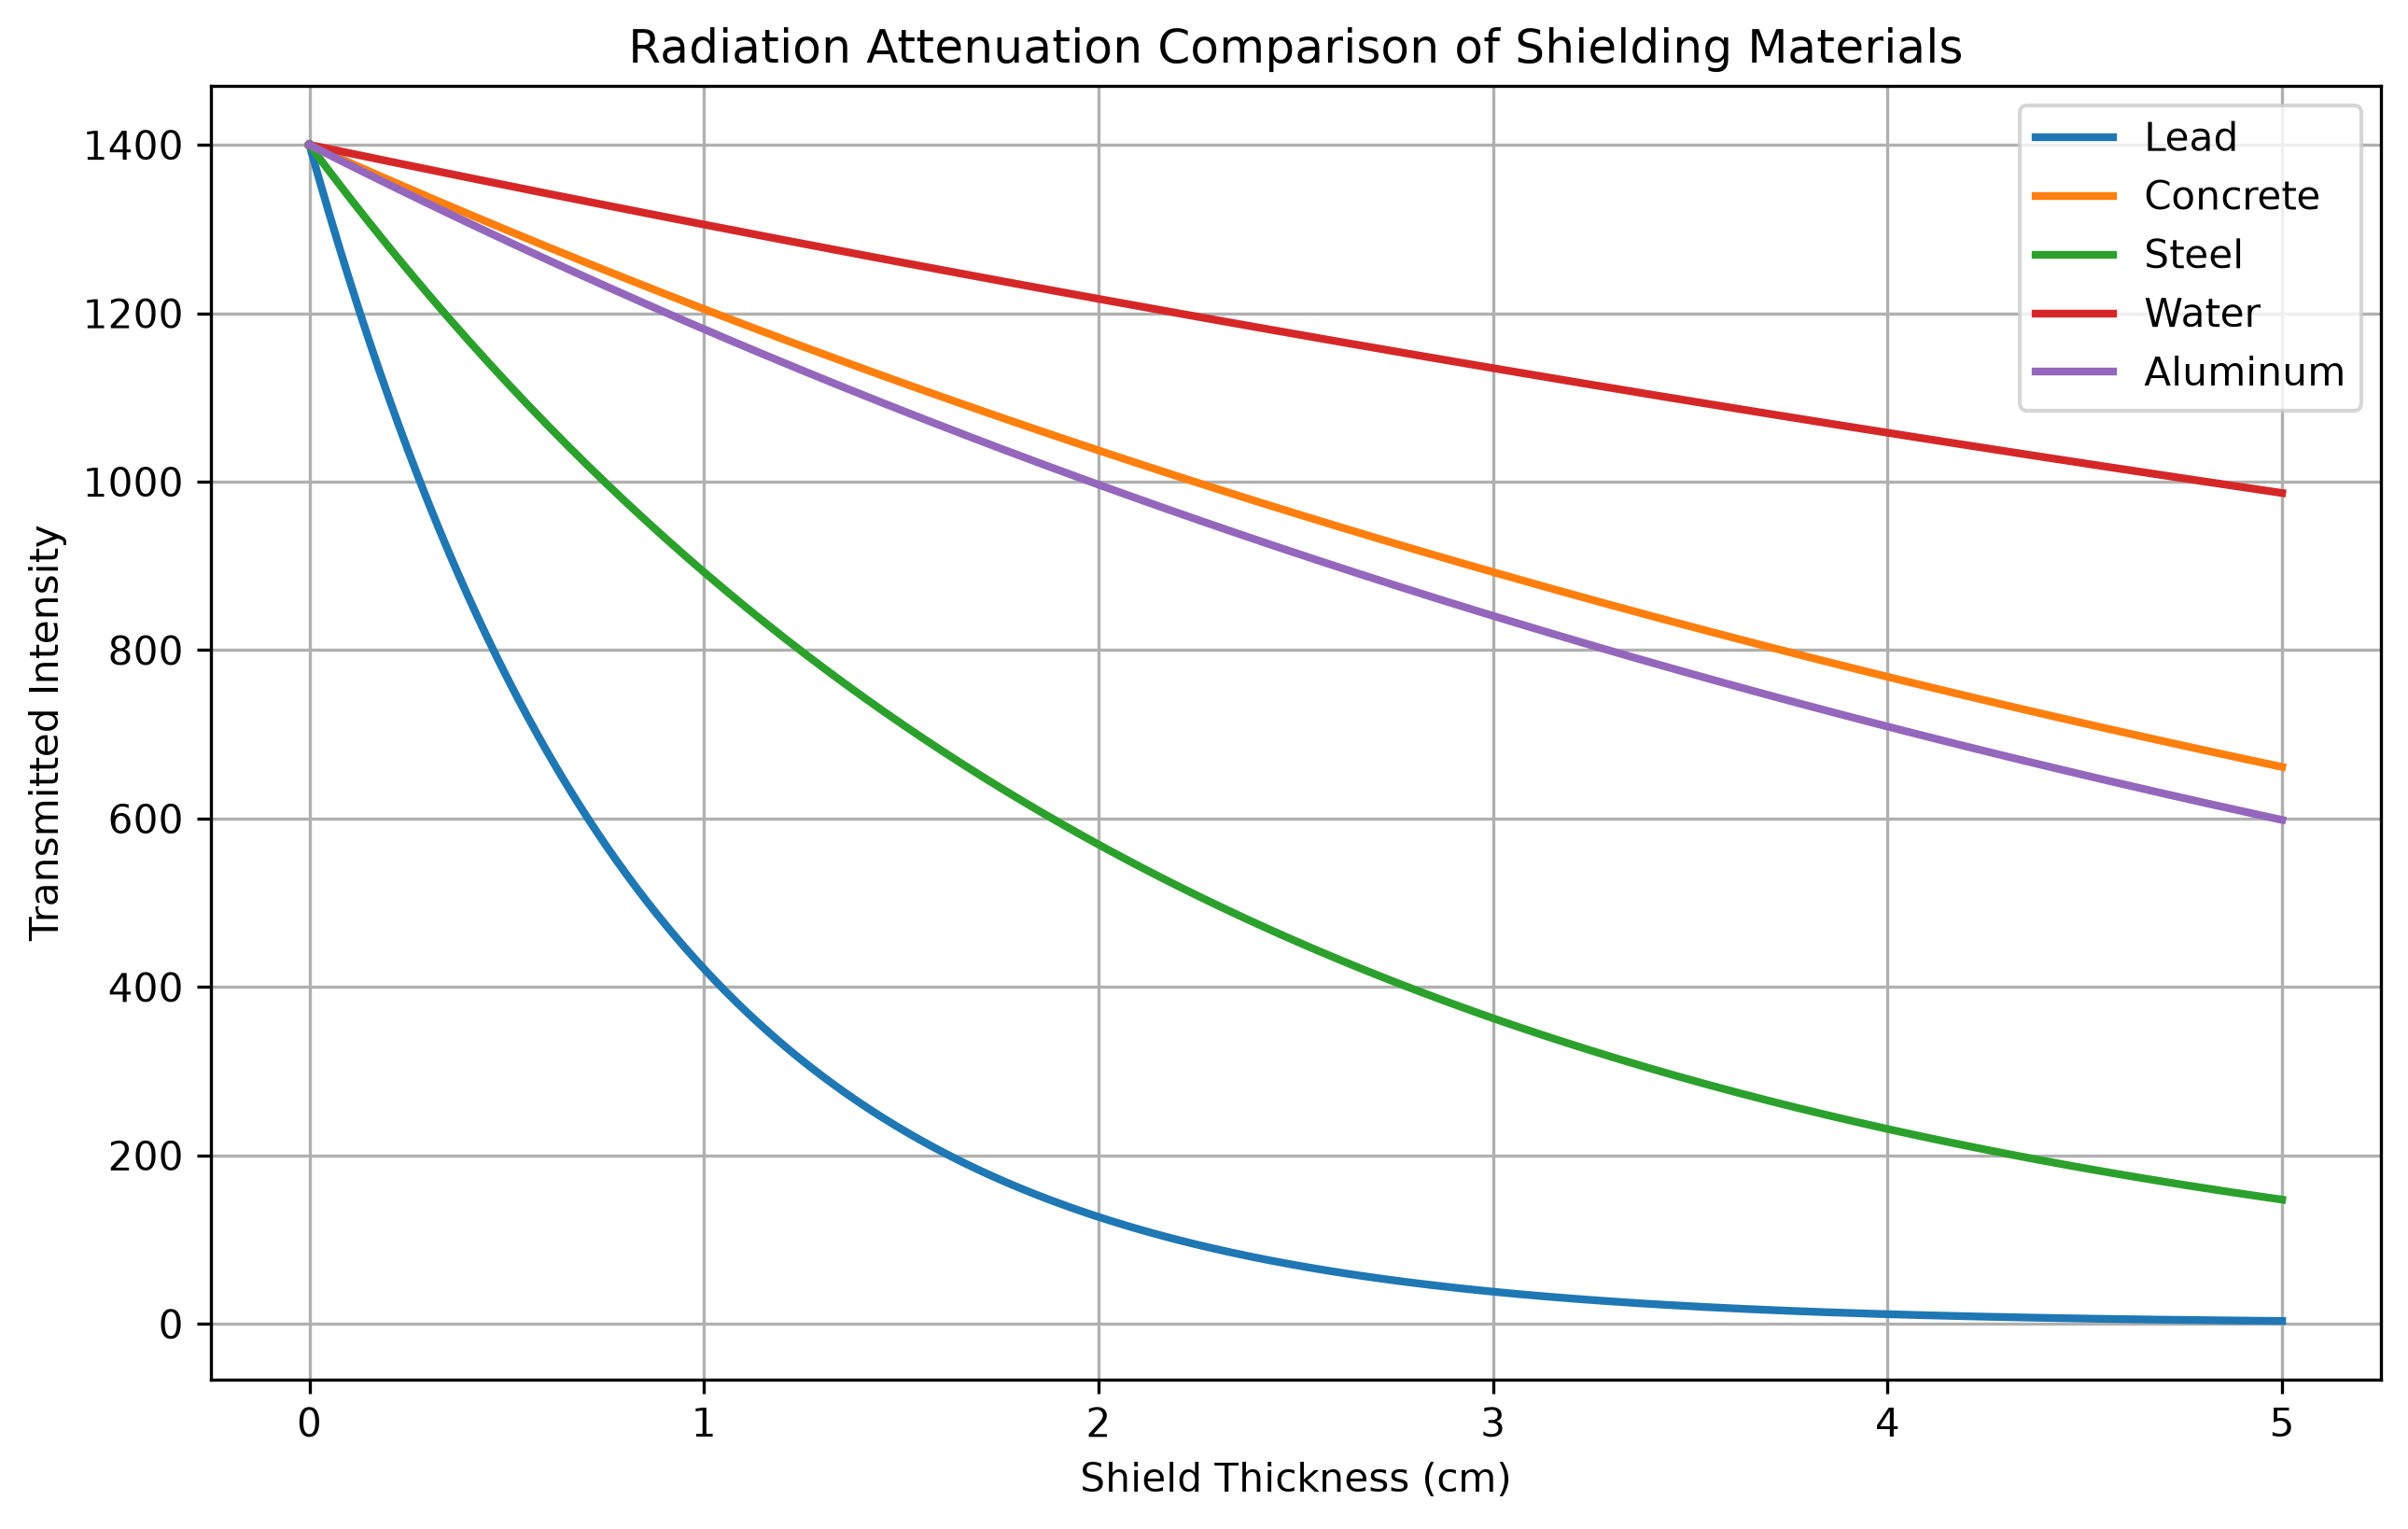 Radiation Attenuation Comparison of Shielding Materials
Transmitted Intensity
1400
1200
1000
800
600
400
200
0
0 1 2 3 4 5
Shield Thickness (cm)
Lead
Concrete
Steel
Water
Aluminum